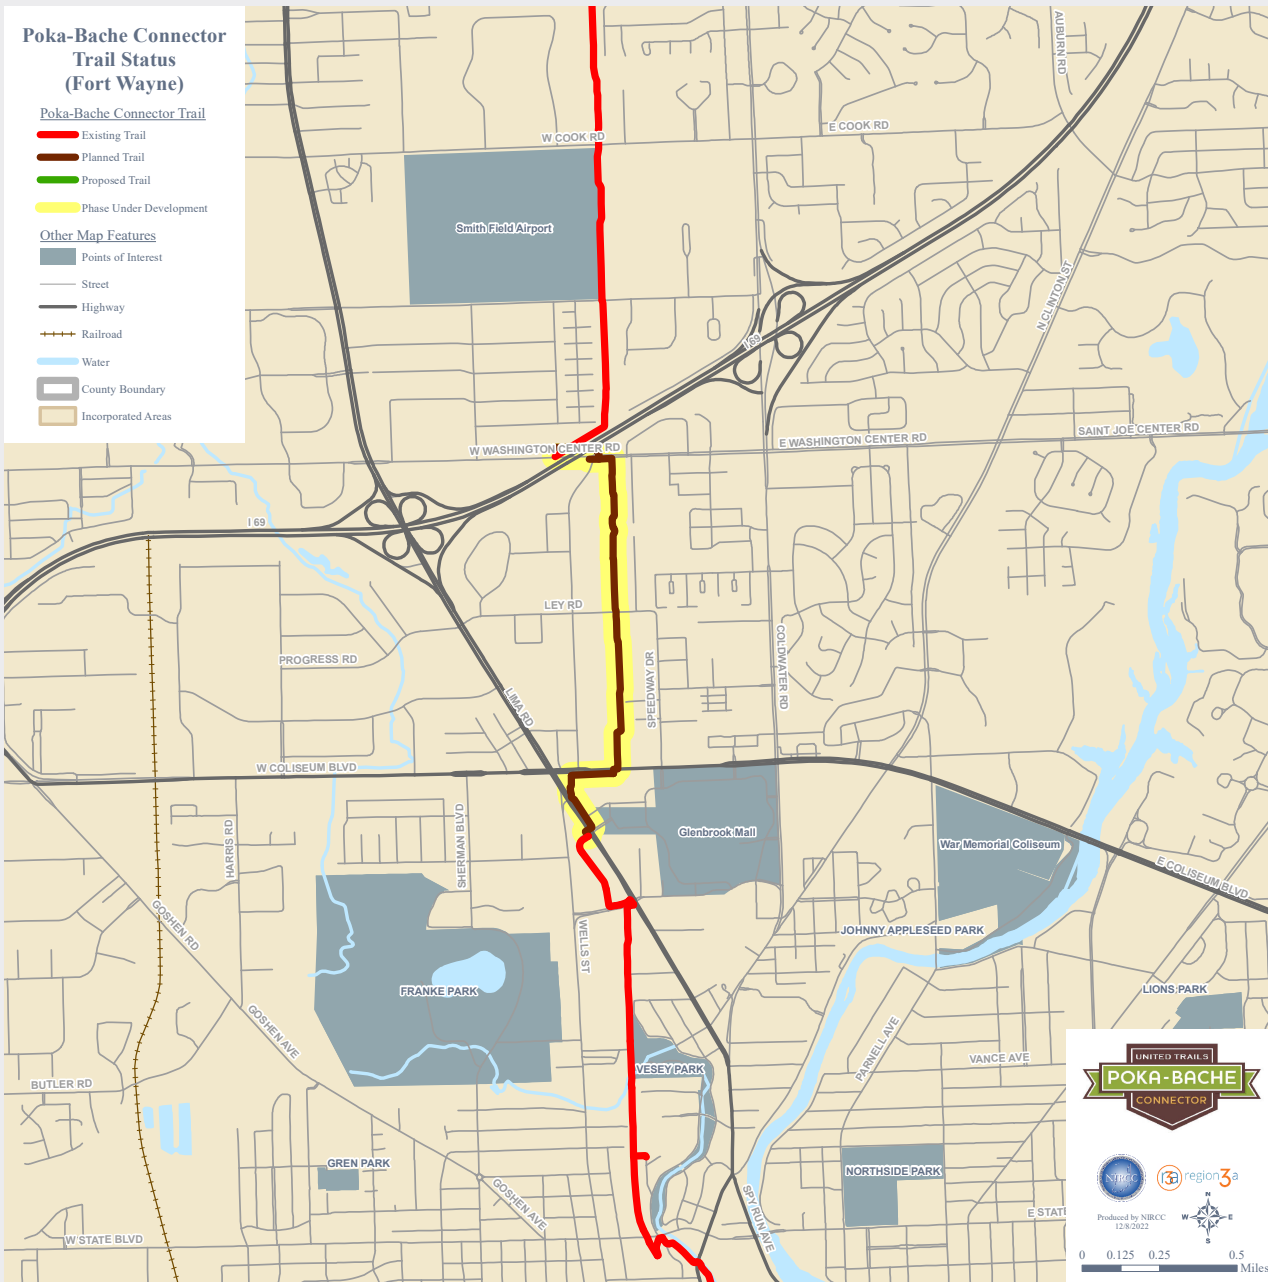 Poka-Bache Connector
Trail Status
(Fort Wayne)
Poka-Bache Connector Trail
Existing Trail
Planned Trail
Proposed Trail
Phase Under Development
Other Map Features
Points of Interest
Street
Highway
Railroad
Water
County Boundary
Incorporated Areas
AUBURN RD
W COOK RD
E COOK RD
Smith Field Airport
N CLINTON ST
I 69
SAINT JOE CENTER RD
E WASHINGTON CENTER RD
W WASHINGTON CENTER RD
I 69
LEY RD
PROGRESS RD
SPEEDWAY DR
COLDWATER RD
LIMA RD
W COLISEUM BLVD
HARRIS RD
SHERMAN BLVD
Glenbrook Mall
War Memorial Coliseum
E COLISEUM BLVD
GOSHEN RD
WELLS ST
JOHNNY APPLESEED PARK
FRANKE PARK
LIONS PARK
GOSHEN AVE
PARNELL AVE
VANCE AVE
VESEY PARK
BUTLER RD
GREN PARK
NORTHSIDE PARK
GOSHEN AVE
SPY RUN AVE
W STATE BLVD
E STAT
UNITED TRAILS
POKA-BACHE
CONNECTOR
NIRCC
r3a region3a
Produced by NIRCC
12/8/2022
N
W E
S
0 0.125 0.25 0.5
Miles